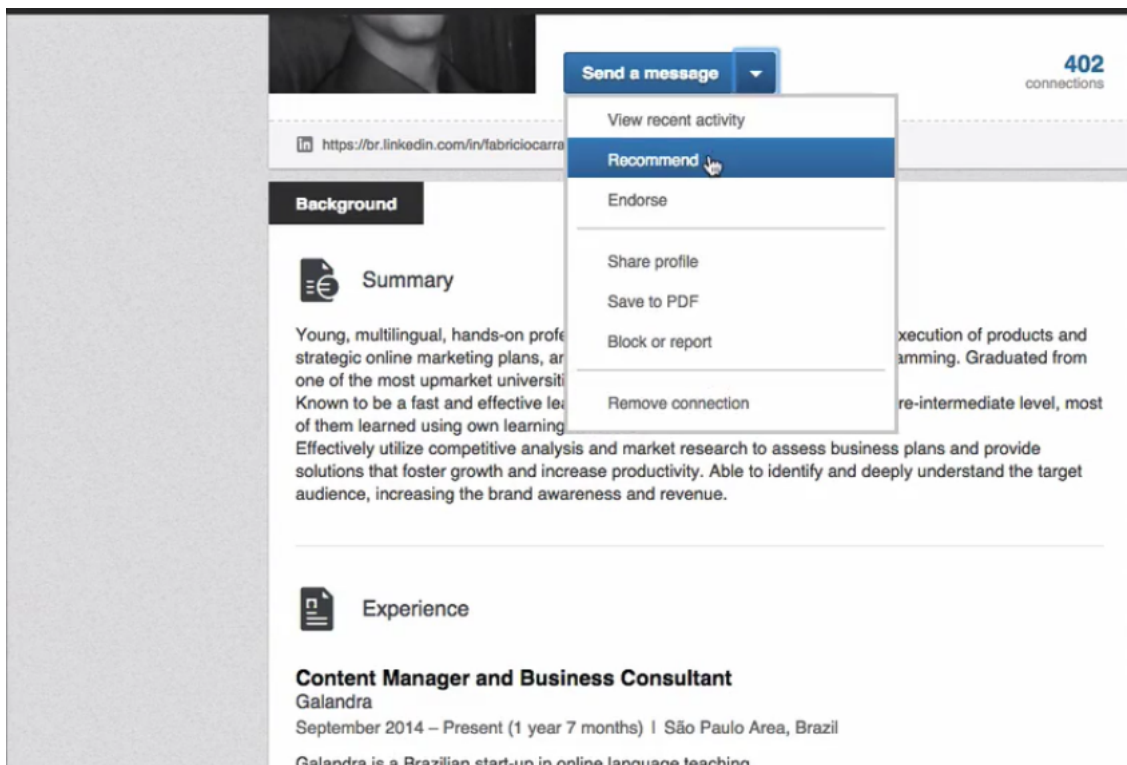 Send a message
402
connections
View recent activity
https://br.linkedin.com/in/fabriciocarra
Recommend
Endorse
Share profile
Save to PDF
Block or report
Remove connection
Background
Summary
Young, multilingual, hands-on xecution of products and
strategic online marketing plans, amming. Graduated from
one of the most upmarket
Known to be a fast and effective re-intermediate level, most
of them learned using own learning
Effectively utilize competitive analysis and market research to assess business plans and provide
solutions that foster growth and increase productivity. Able to identify and deeply understand the target
audience, increasing the brand awareness and revenue.
Experience
Content Manager and Business Consultant
Galandra
September 2014 – Present (1 year 7 months) | São Paulo Area, Brazil
Galandra is a Brazilian start-up in online language teaching